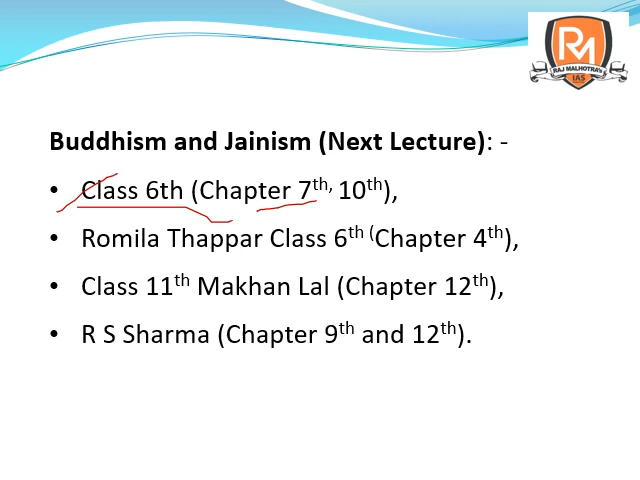 RM
RAJ MALHOTRA'S
IAS
Buddhism and Jainism (Next Lecture): -
• Class 6th (Chapter 7th, 10th),
• Romila Thappar Class 6th (Chapter 4th),
• Class 11th Makhan Lal (Chapter 12th),
• R S Sharma (Chapter 9th and 12th).